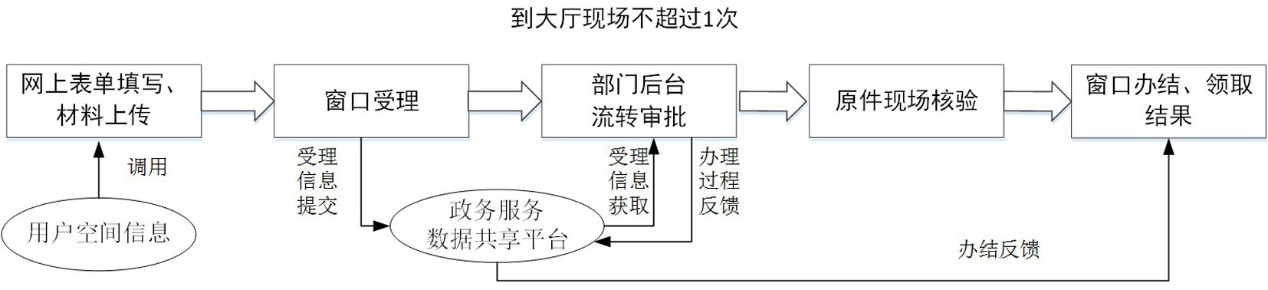 到大厅现场不超过1次
网上表单填写、
材料上传
窗口受理
部门后台
流转审批
原件现场核验
窗口办结、领取
结果
调用
受理
信息
提交
受理
信息
获取
办理
过程
反馈
用户空间信息
政务服务
数据共享平台
办结反馈